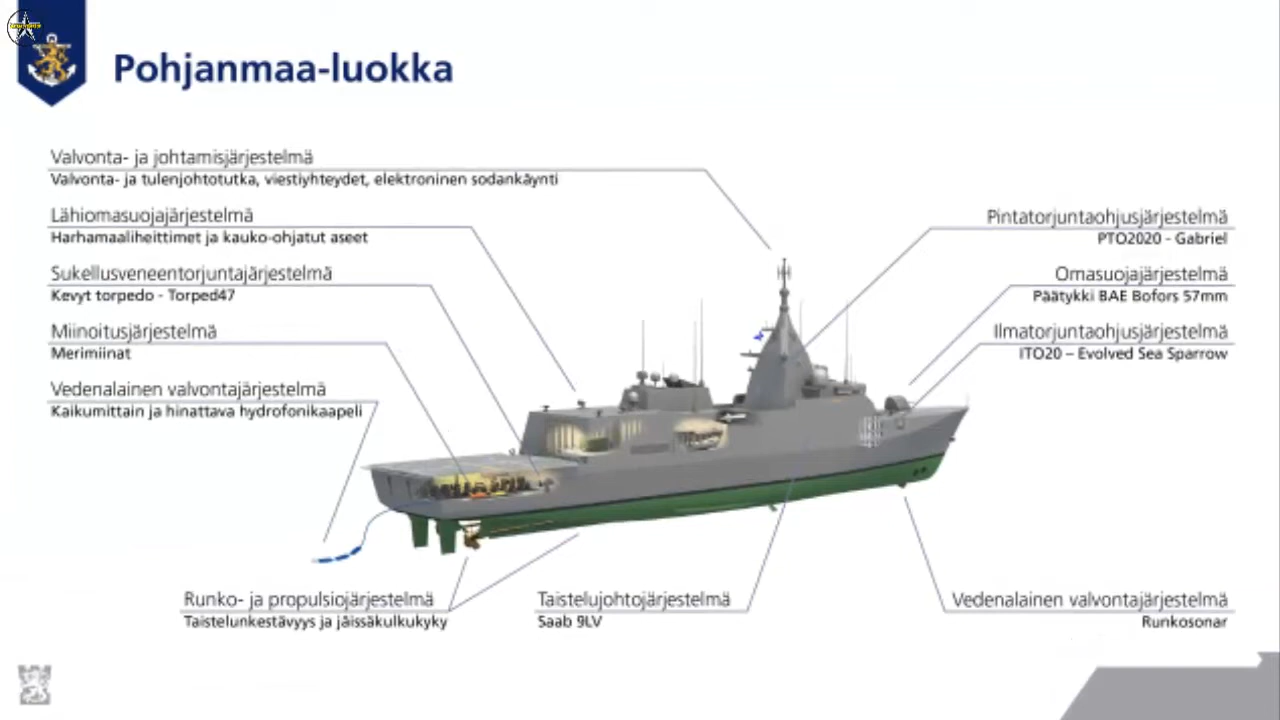 Pohjanmaa-luokka
Valvonta- ja johtamisjärjestelmä
Valvonta- ja tulenjohtotutka, viestiyhteydet, elektroninen sodankäynti
Lähiomasuojajärjestelmä
Harhamaaliheittimet ja kauko-ohjatut aseet
Sukellusveneentorjuntajärjestelmä
Kevyt torpedo - Torped47
Miinoitusjärjestelmä
Merimiinat
Vedenalainen valvontajärjestelmä
Kaikumittain ja hinattava hydrofonikaapeli
Pintatorjuntaohjusjärjestelmä
PTO2020 - Gabriel
Omasuojajärjestelmä
Päätykki BAE Bofors 57mm
Ilmatorjuntaohjusjärjestelmä
ITO20 – Evolved Sea Sparrow
Runko- ja propulsiojärjestelmä
Taistelunkestävyys ja jäissäkulkukyky
Taistelujohtojärjestelmä
Saab 9LV
Vedenalainen valvontajärjestelmä
Runkosonar